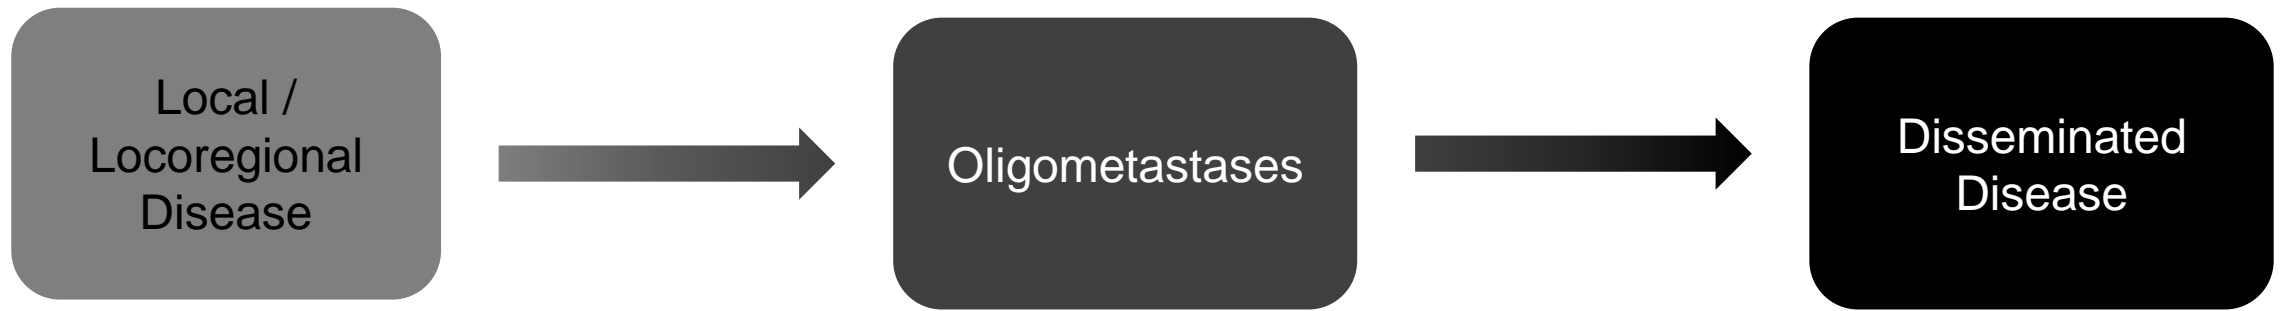 Local /
Locoregional
Disease
Oligometastases
Disseminated
Disease